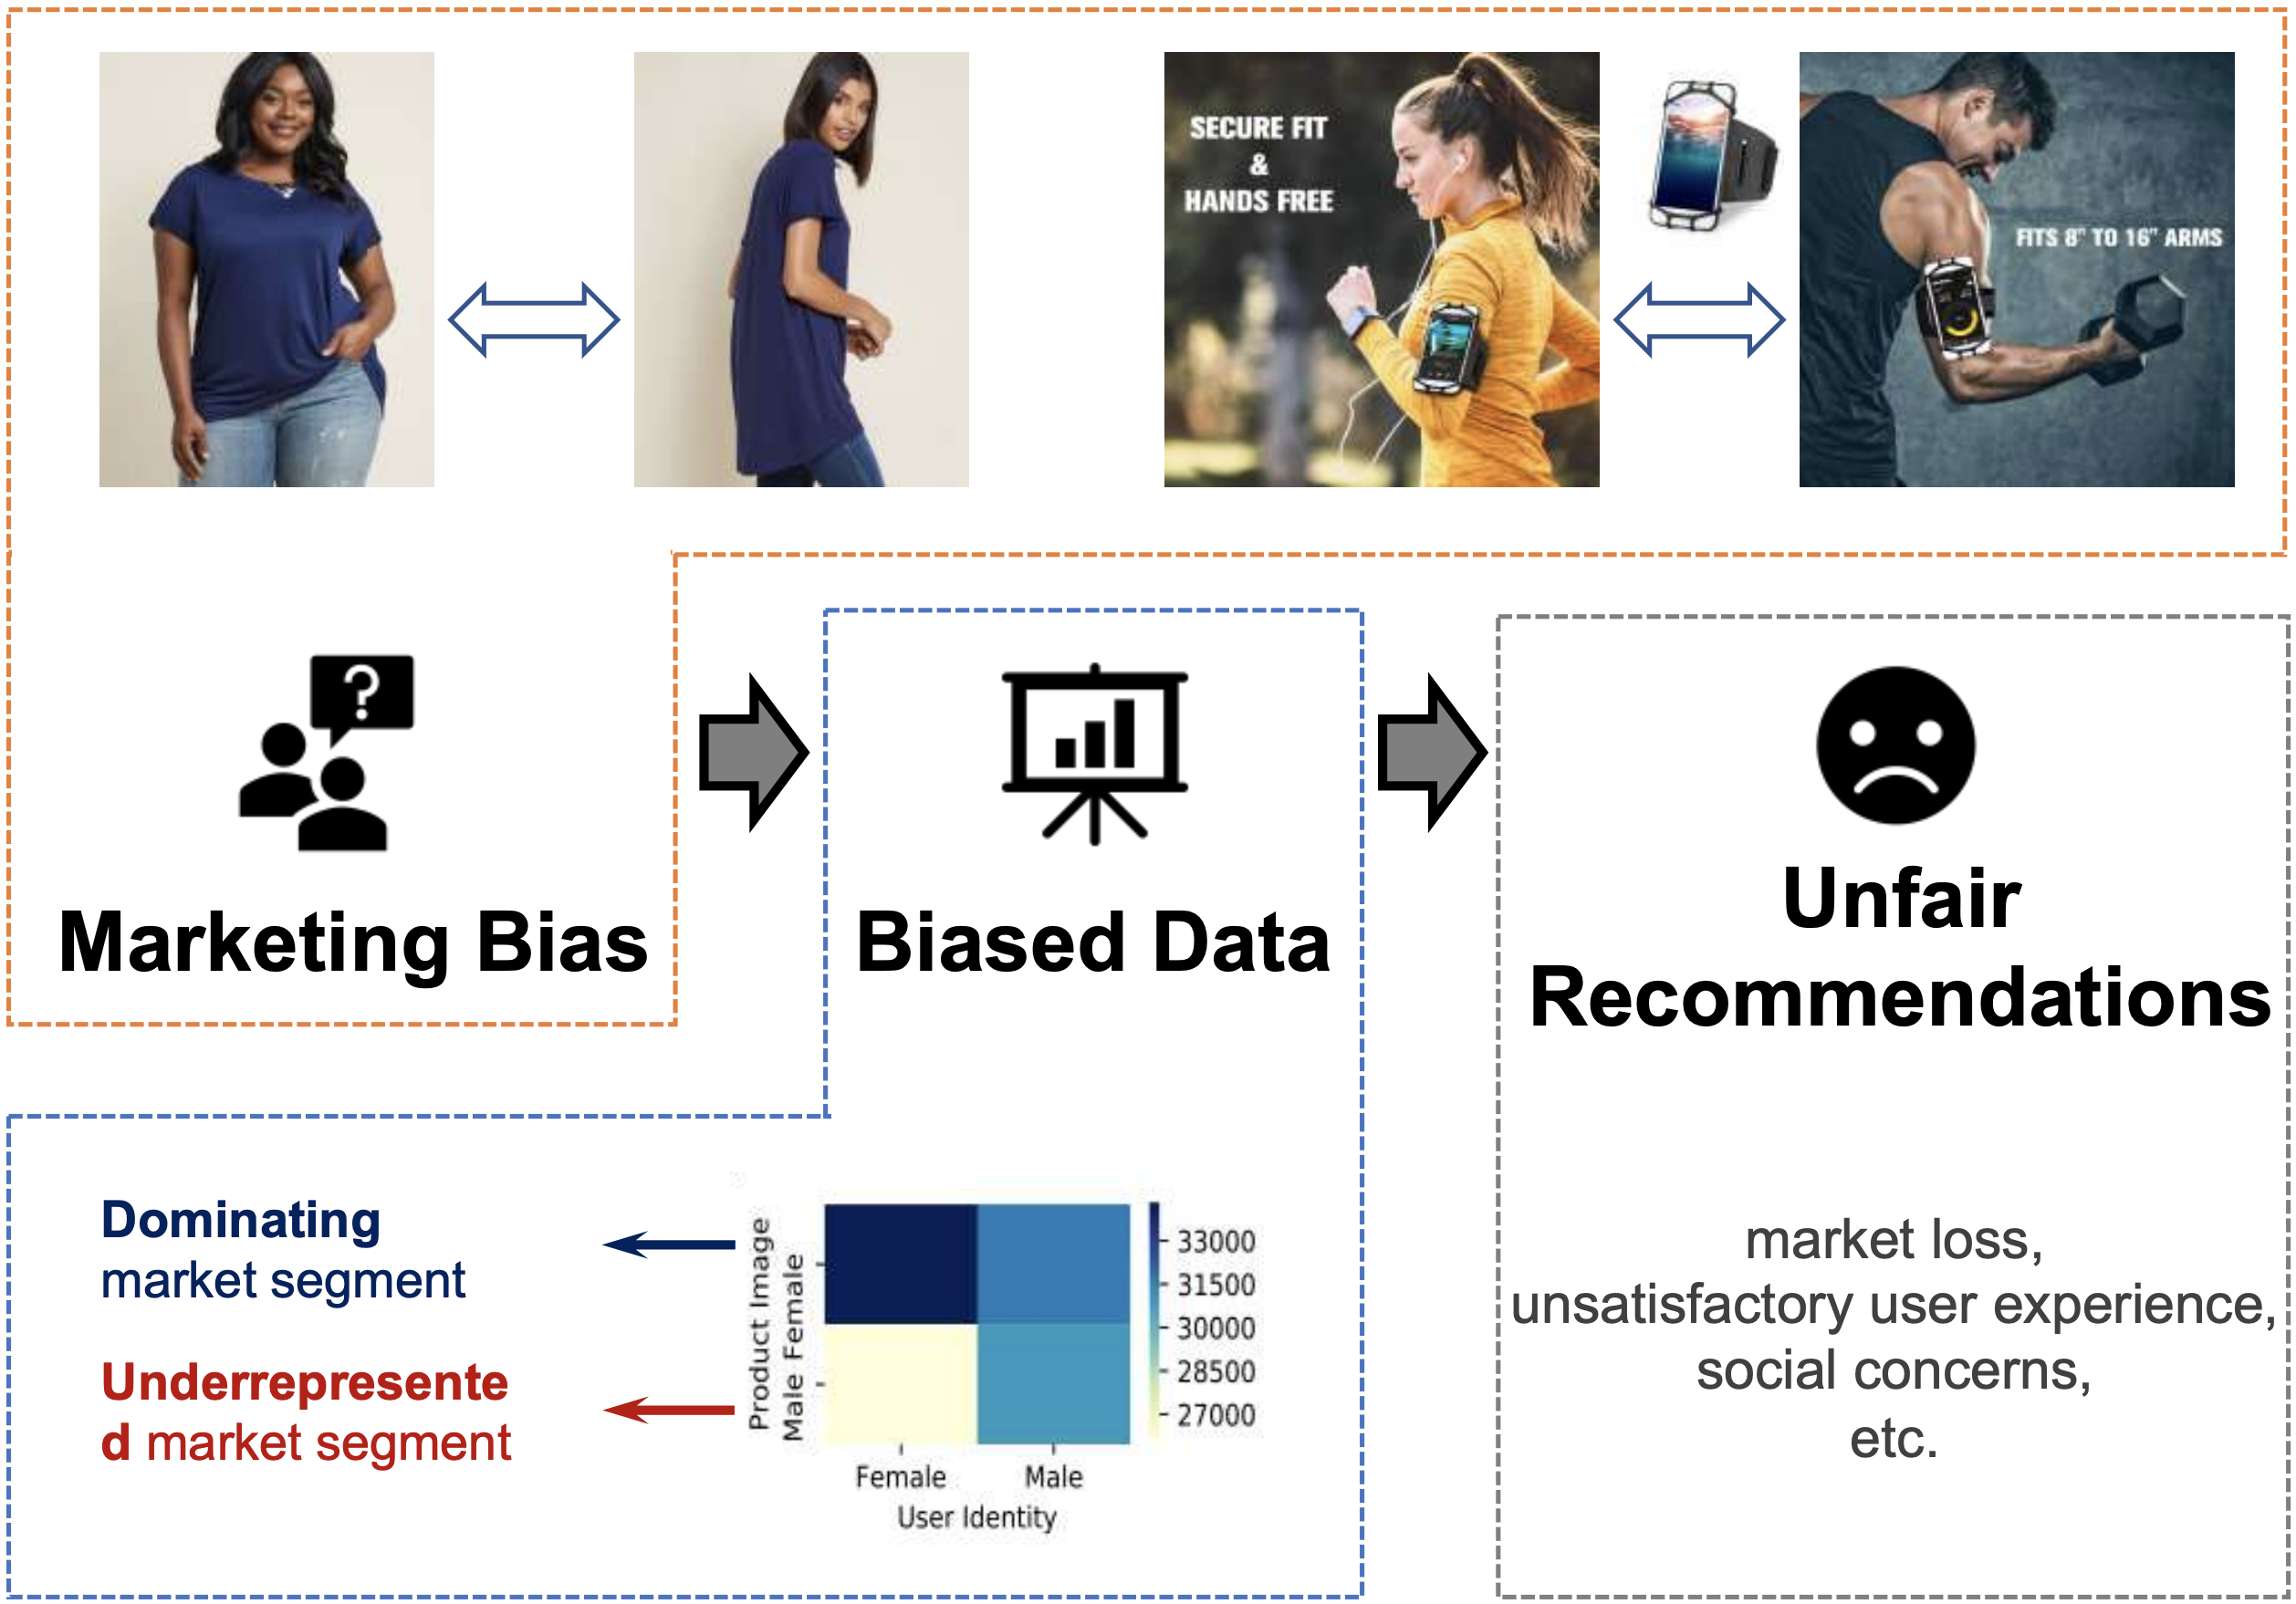 SECURE FIT
&
HANDS FREE
FITS 8" TO 16" ARMS
?
Marketing Bias
Biased Data
Unfair
Recommendations
Dominating
market segment
Underrepresente
d market segment
Product Image
Male Female
33000
31500
30000
28500
27000
Female Male
User Identity
market loss,
unsatisfactory user experience,
social concerns,
etc.